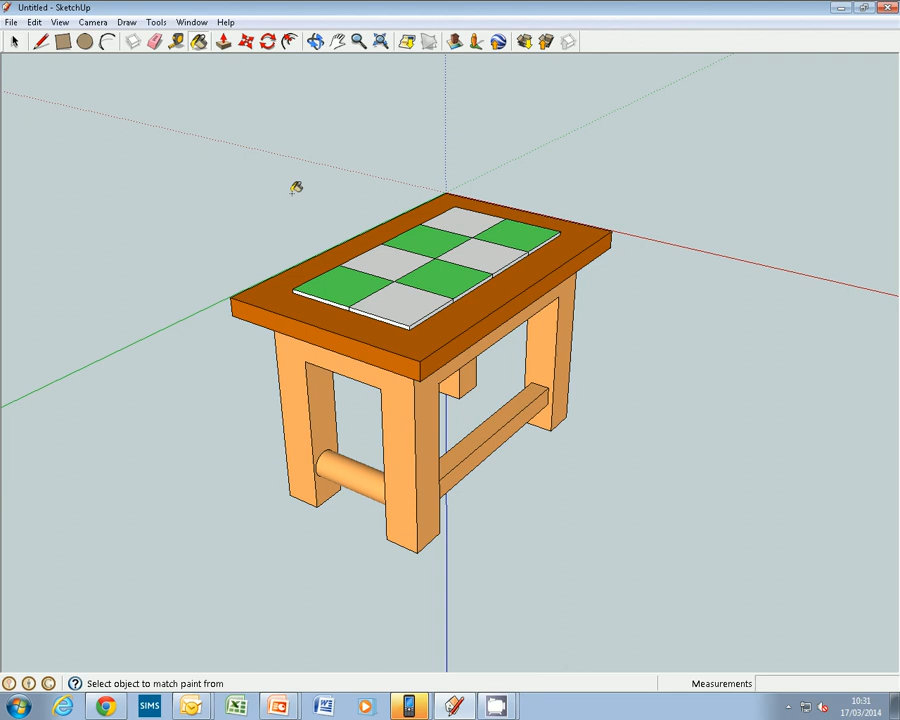 Untitled - SketchUp
File Edit View Camera Draw Tools Window Help
Select object to match paint from
Measurements
SIMS
10:31
17/03/2014